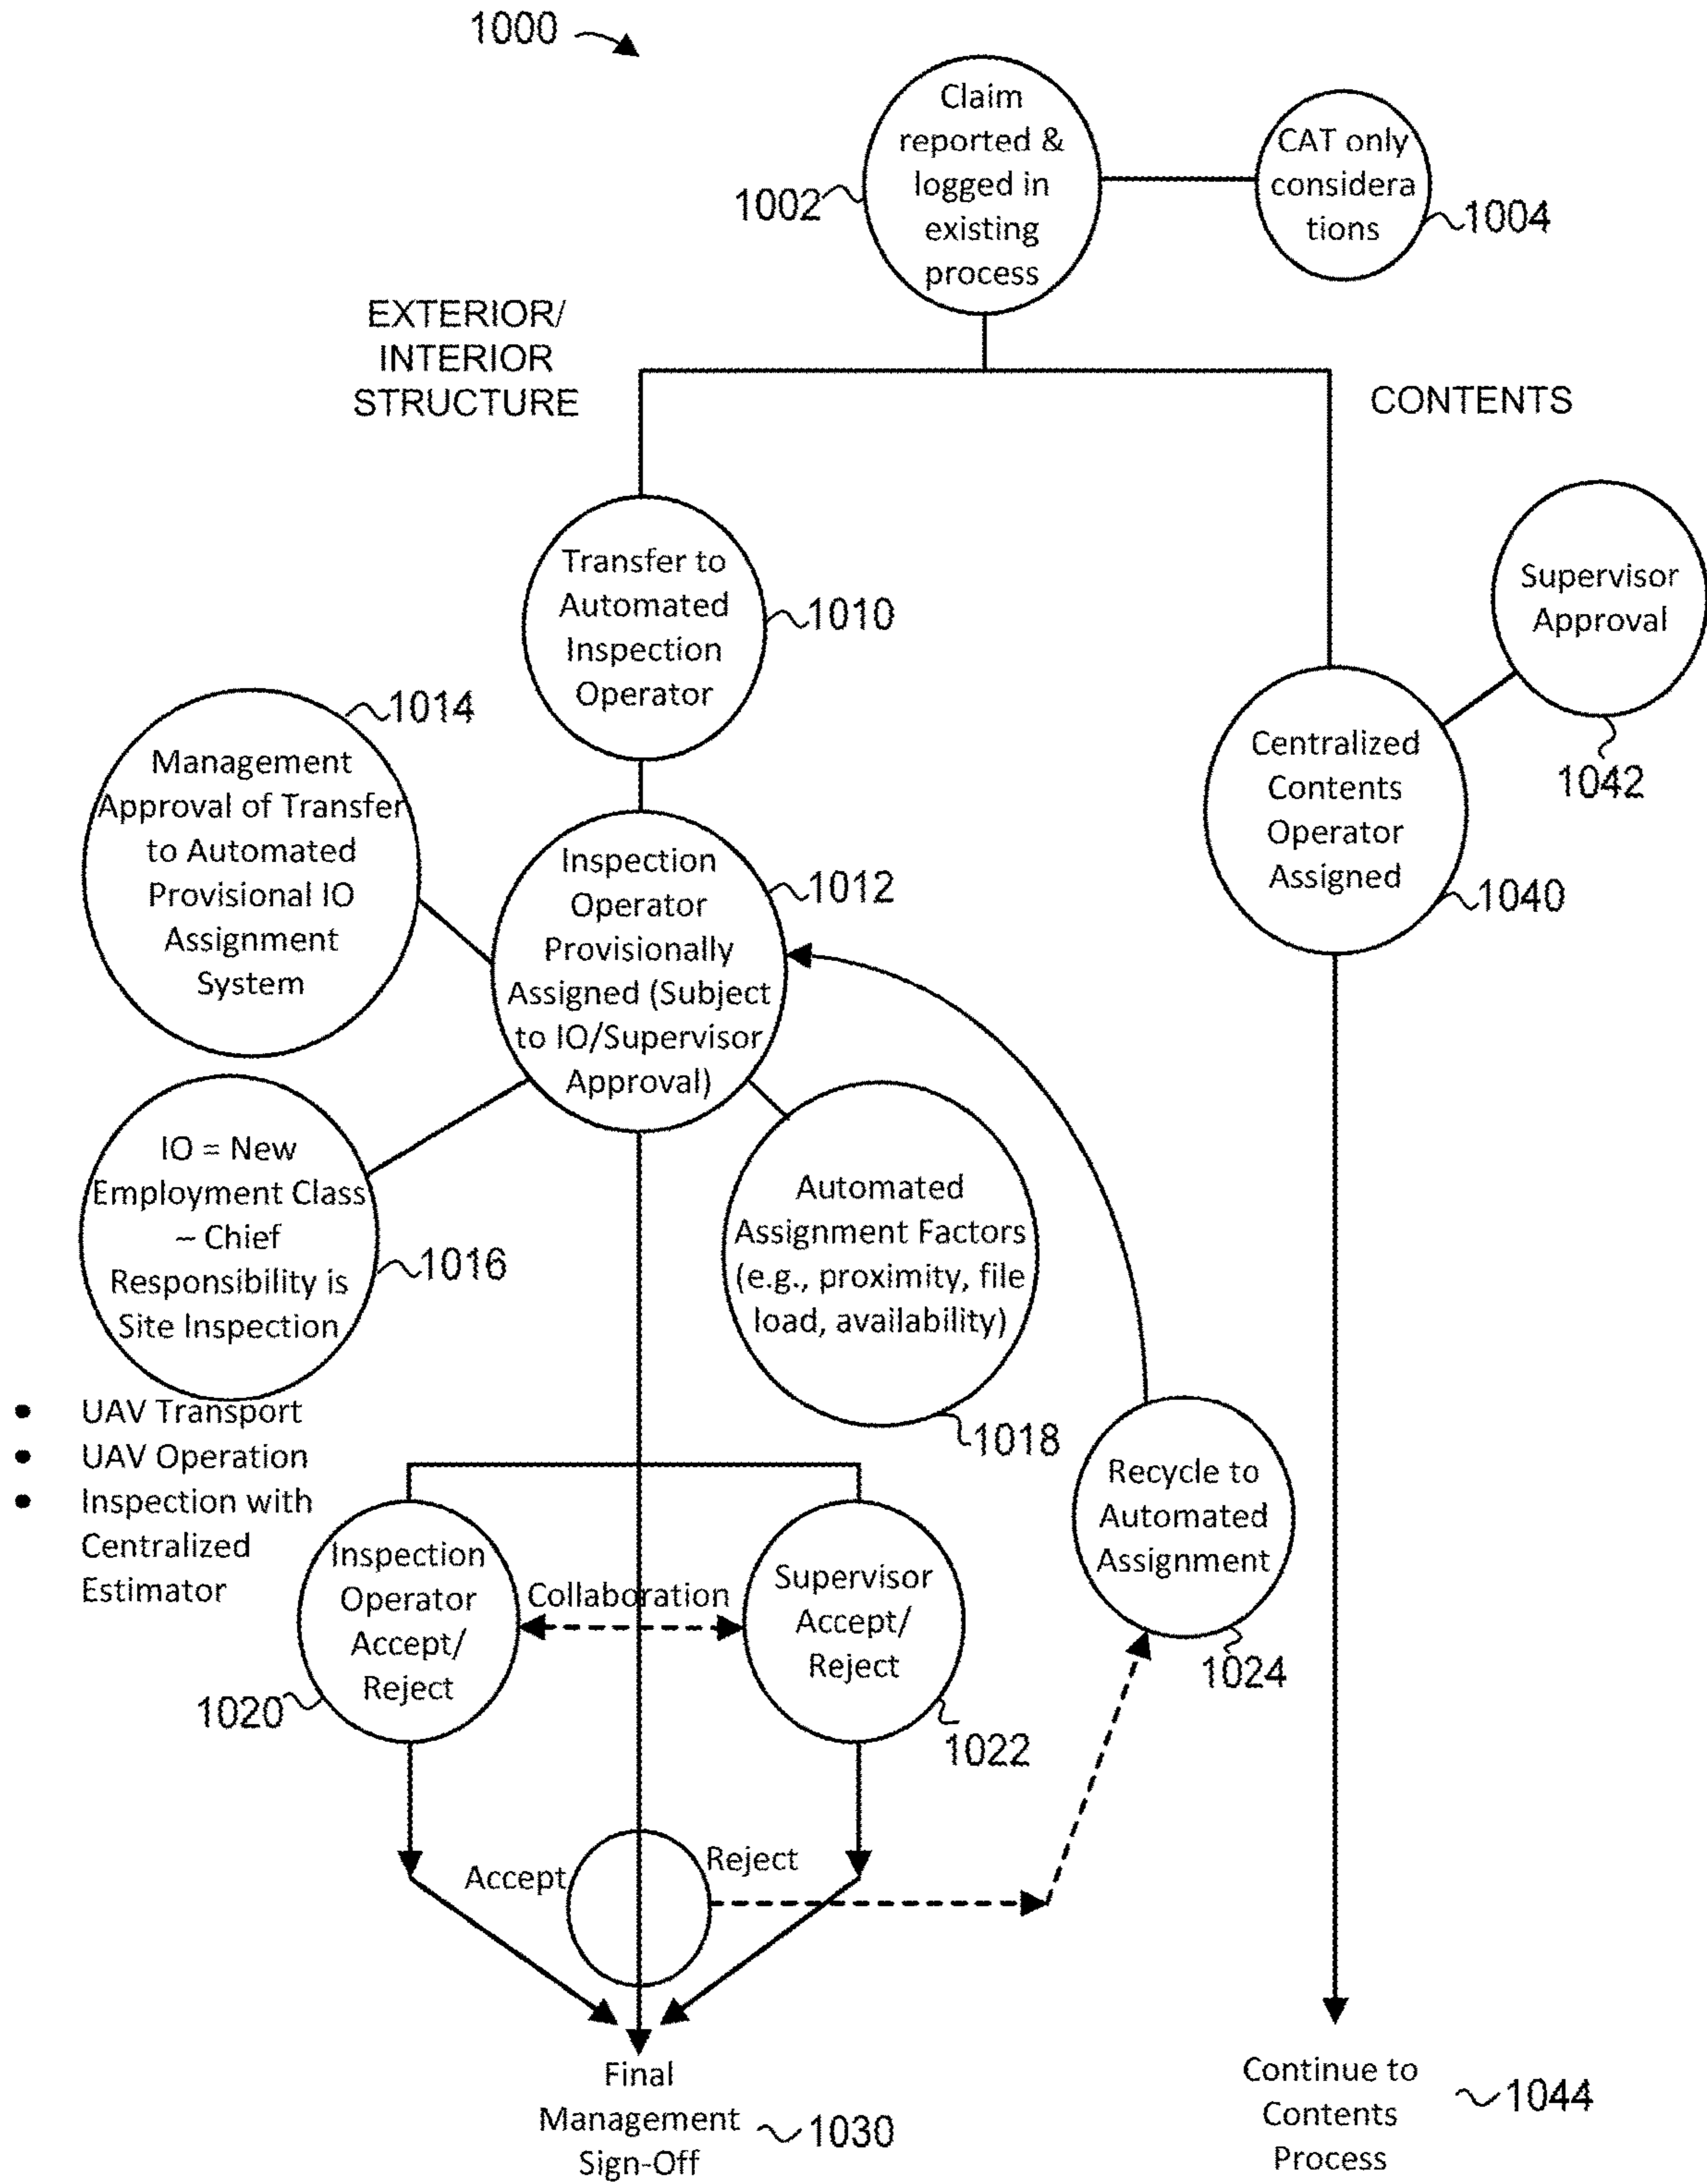 1000
Claim
reported &
logged in
existing
process
1002
CAT only
considera
tions
1004
EXTERIOR/
INTERIOR
STRUCTURE
CONTENTS
Transfer to
Automated
Inspection
Operator
1010
Supervisor
Approval
1042
1014
Management
Approval of Transfer
to Automated
Provisional IO
Assignment
System
Inspection
Operator
Provisionally
Assigned (Subject
to IO/Supervisor
Approval)
1012
Centralized
Contents
Operator
Assigned
1040
IO = New
Employment Class
– Chief
Responsibility is
Site Inspection
1016
Automated
Assignment Factors
(e.g., proximity, file
load, availability)
1018
• UAV Transport
• UAV Operation
• Inspection with
Centralized
Estimator
Recycle to
Automated
Assignment
1024
Inspection
Operator
Accept/
Reject
1020
Collaboration
Supervisor
Accept/
Reject
1022
Accept
Reject
Final
Management
Sign-Off
1030
Continue to
Contents
Process
1044